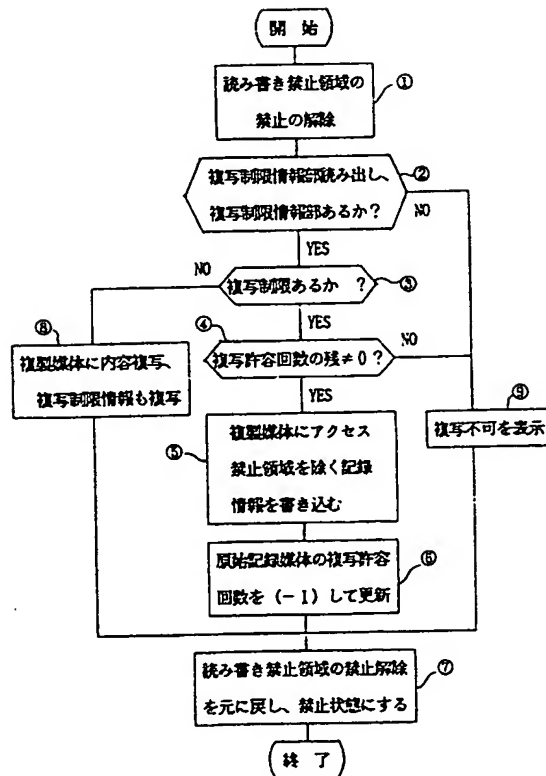 開 始
読み書き禁止領域の
禁止の解除
①
複写制限情報部読み出し、
複写制限情報部あるか?
②
NO
YES
NO
複写制限あるか ?
③
⑧
YES
④
複製媒体に内容複写、
複写制限情報も複写
複写許容回数の残≠0?
NO
YES
⑨
複写不可を表示
⑤
複製媒体にアクセス
禁止領域を除く記録
情報を書き込む
原始記録媒体の複写許容
回数を (-1) して更新
⑥
読み書き禁止領域の禁止解除
を元に戻し、禁止状態にする
⑦
終 了